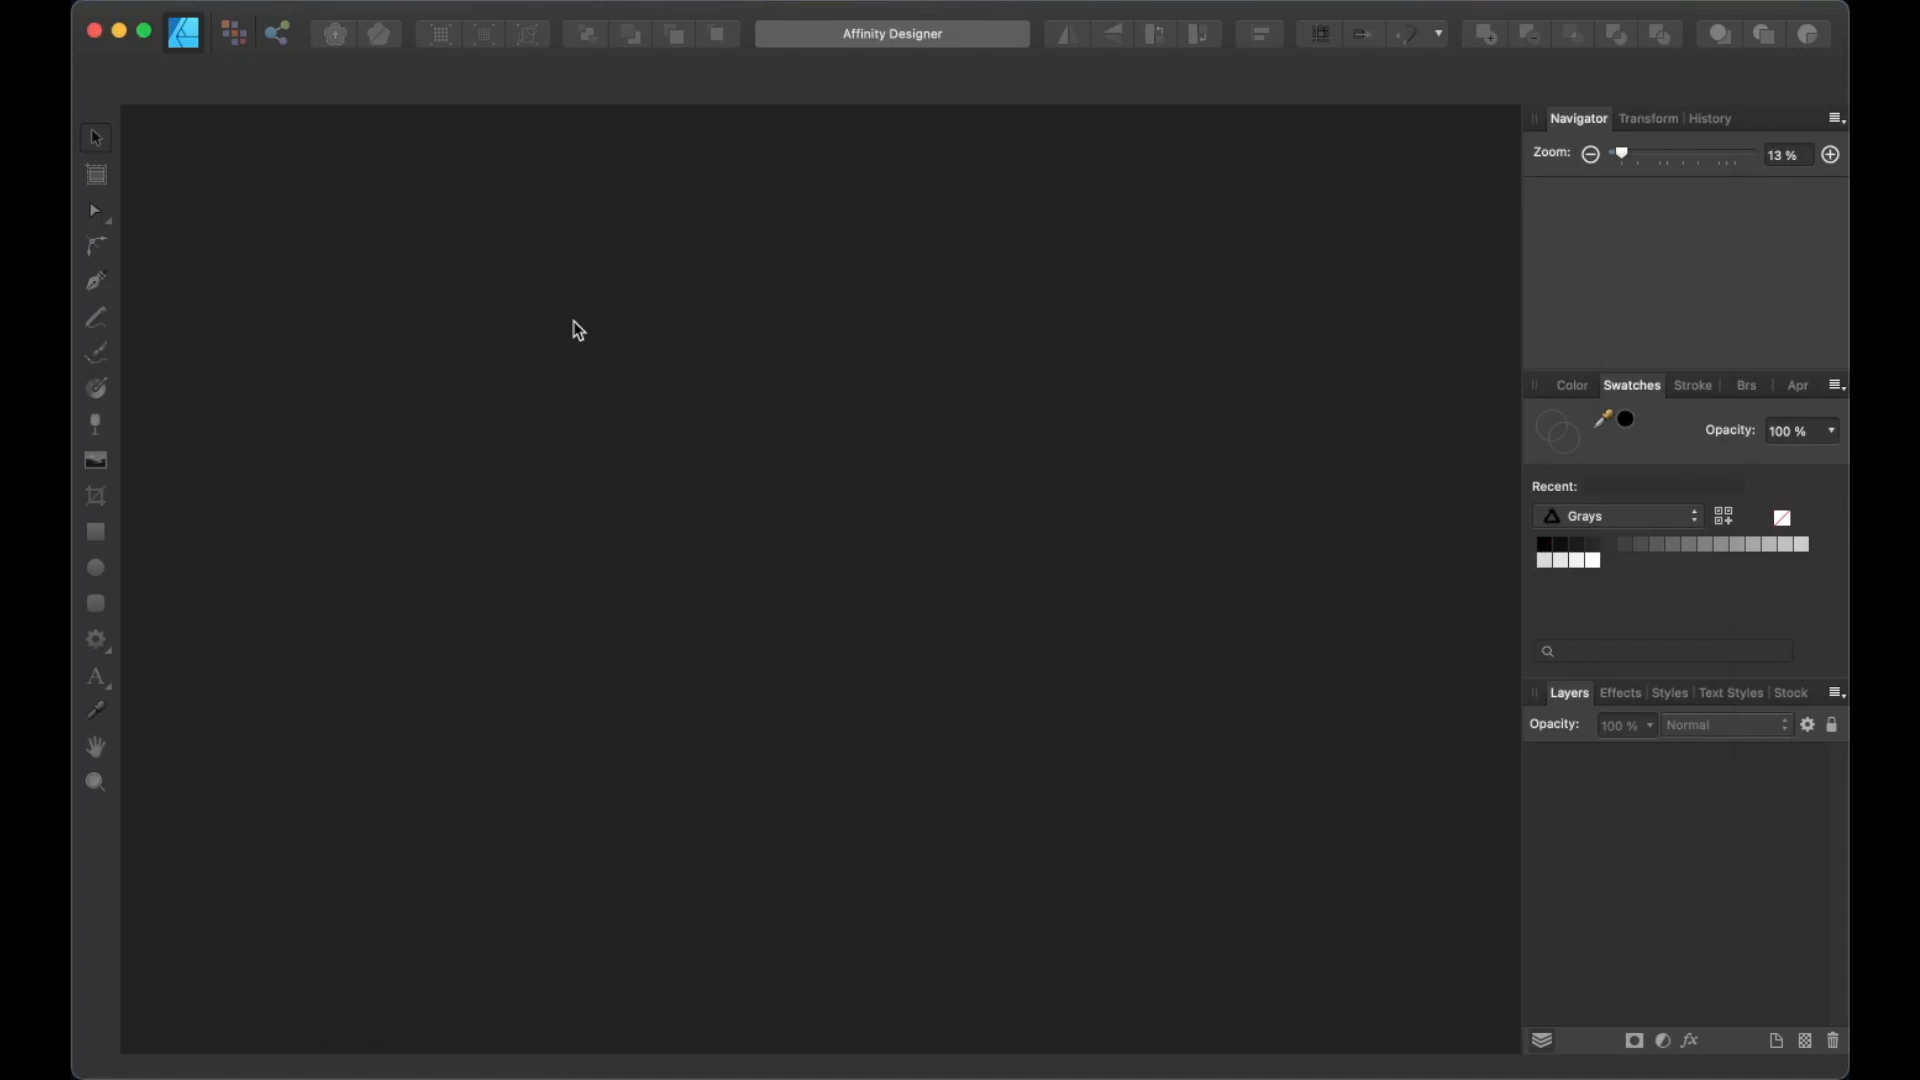 Affinity Designer
Navigator Transform History
Zoom: 13 %
Color Swatches Stroke Brs Apr
Opacity: 100 %
Recent:
Grays
Layers Effects Styles Text Styles Stock
Opacity: 100 % Normal
A
fx